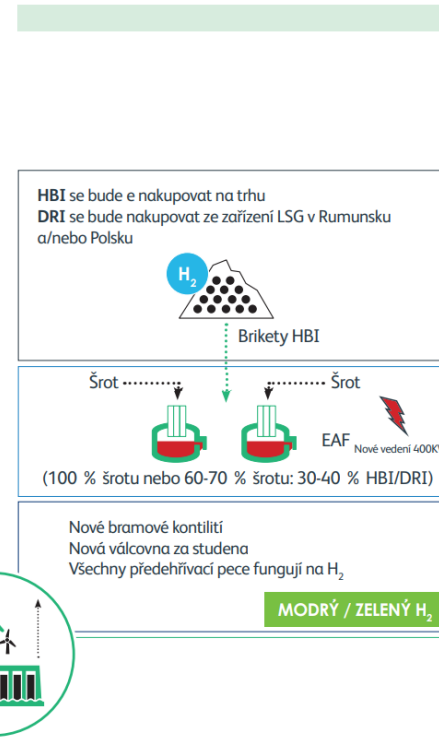 HBI se bude e nakupovat na trhu
DRI se bude nakupovat ze zařízení LSG v Rumunsku
a/nebo Polsku
H₂
Brikety HBI
Šrot
Šrot
EAF
Nové vedení 400KV
(100 % šrotu nebo 60-70 % šrotu: 30-40 % HBI/DRI)
Nové bramové kontilití
Nová válcovna za studena
Všechny předehřívací pece fungují na H₂
MODRÝ / ZELENÝ H₂